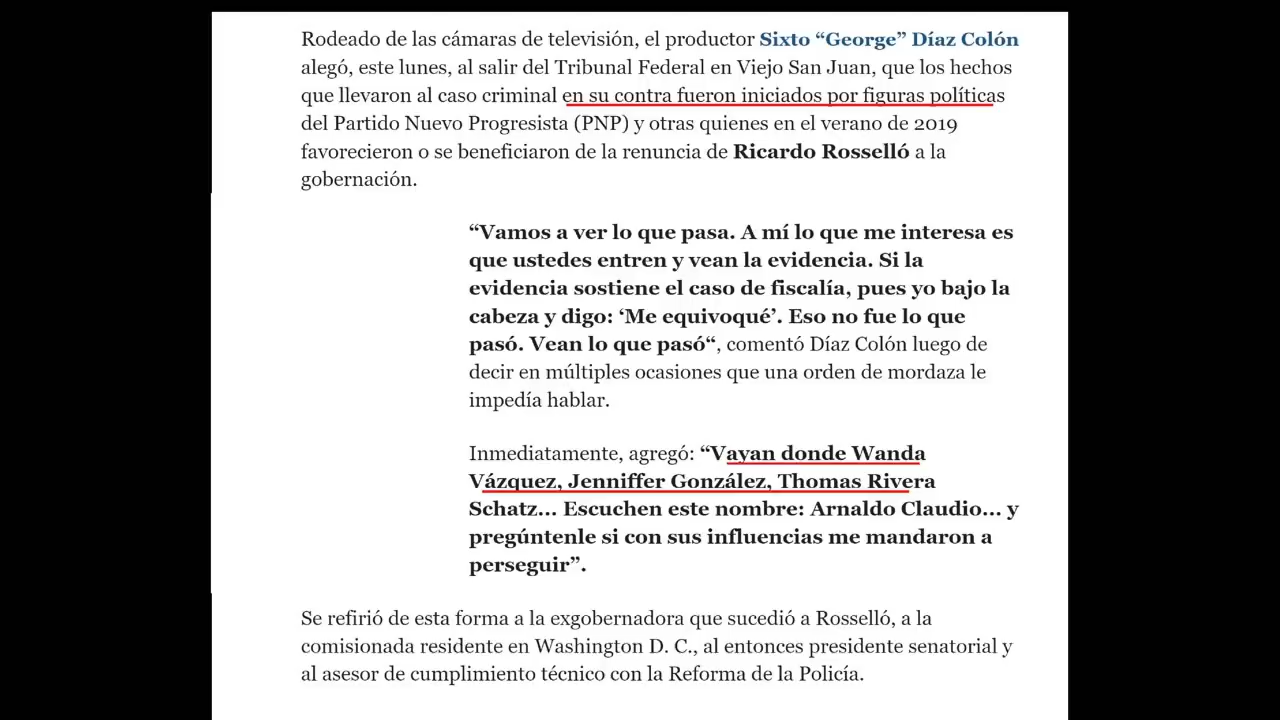 Rodeado de las cámaras de televisión, el productor Sixto “George” Díaz Colón
alegó, este lunes, al salir del Tribunal Federal en Viejo San Juan, que los hechos
que llevaron al caso criminal en su contra fueron iniciados por figuras políticas
del Partido Nuevo Progresista (PNP) y otras quienes en el verano de 2019
favorecieron o se beneficiaron de la renuncia de Ricardo Rosselló a la
gobernación.
“Vamos a ver lo que pasa. A mí lo que me interesa es
que ustedes entren y vean la evidencia. Si la
evidencia sostiene el caso de fiscalía, pues yo bajo la
cabeza y digo: ‘Me equivoqué’. Eso no fue lo que
pasó. Vean lo que pasó“, comentó Díaz Colón luego de
decir en múltiples ocasiones que una orden de mordaza le
impedía hablar.
Inmediatamente, agregó: “Vayan donde Wanda
Vázquez, Jenniffer González, Thomas Rivera
Schatz... Escuchen este nombre: Arnaldo Claudio... y
pregúntenle si con sus influencias me mandaron a
perseguir”.
Se refirió de esta forma a la exgobernadora que sucedió a Rosselló, a la
comisionada residente en Washington D. C., al entonces presidente senatorial y
al asesor de cumplimiento técnico con la Reforma de la Policía.